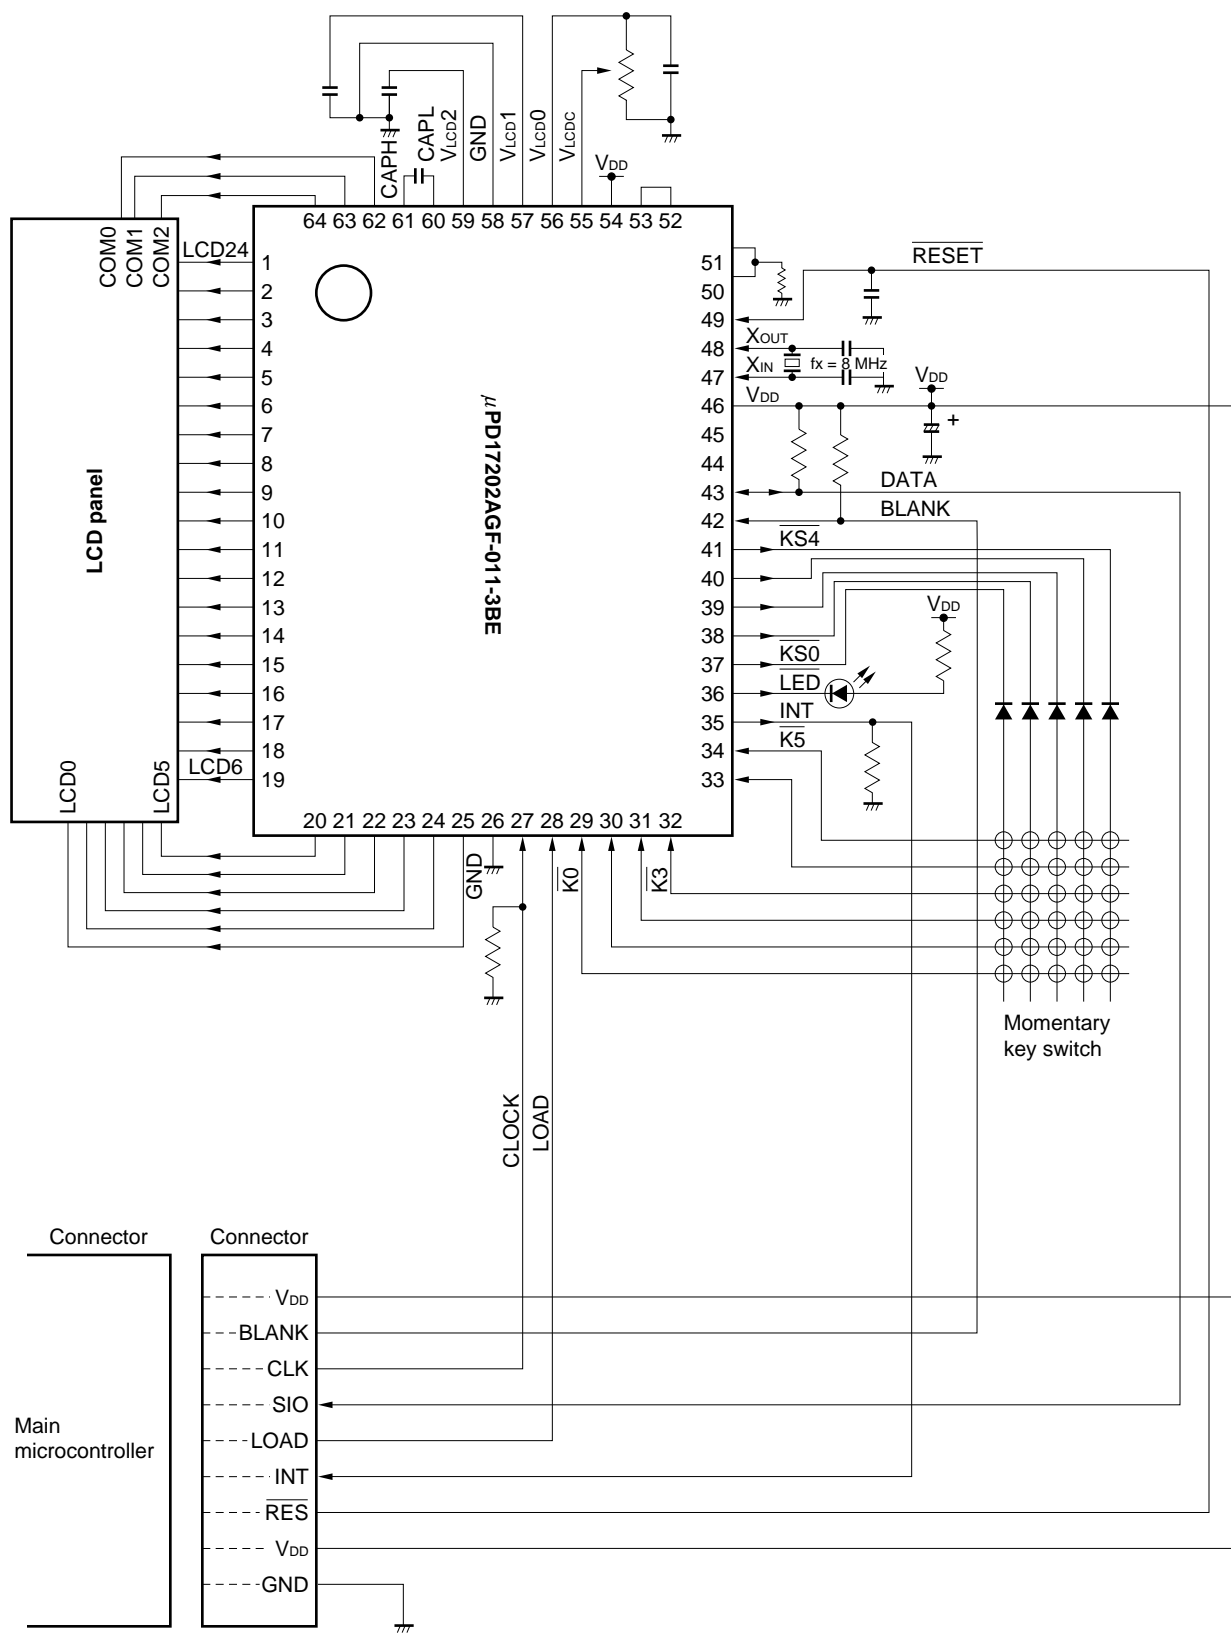 CAPH
CAPL
VLCD2
GND
VLCD1
VLCD0
VLCDC
VDD
64 63 62 61 60 59 58 57 56 55 54 53 52
COM0
COM1
COM2
LCD24
LCD panel
LCD0
LCD5
LCD6
1
2
3
4
5
6
7
8
9
10
11
12
13
14
15
16
17
18
19
µPD17202AGF-011-3BE
51
50
49
48
47
46
45
44
43
42
41
40
39
38
37
36
35
34
33
RESET
XOUT
XIN
fx = 8 MHz
VDD
VDD
+
DATA
BLANK
KS4
VDD
KS0
LED
INT
K5
20 21 22 23 24 25 26 27 28 29 30 31 32
GND
K0
K3
Momentary
key switch
CLOCK
LOAD
Connector
Connector
VDD
BLANK
CLK
SIO
LOAD
INT
RES
VDD
GND
Main
microcontroller